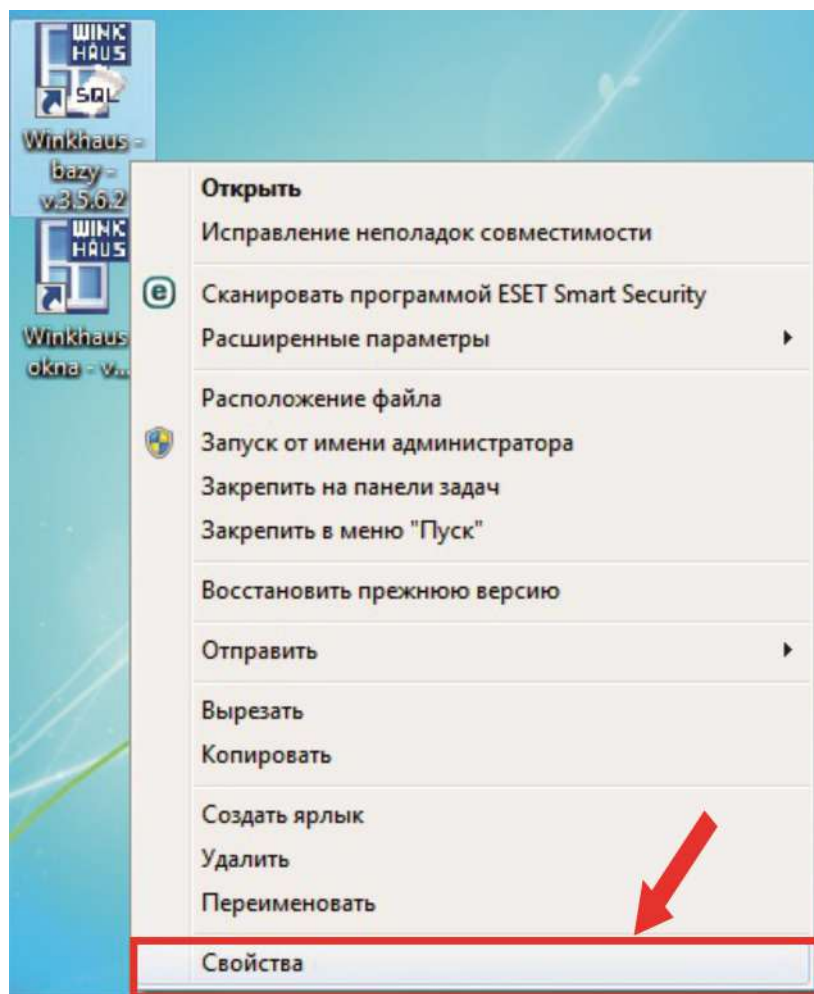 WINK
HAUS
SQL
Winkhaus -
bazy -
v.3.5.6.2
WINK
HAUS
Winkhaus
okna - v...
Открыть
Исправление неполадок совместимости
e
Сканировать программой ESET Smart Security
Расширенные параметры
Расположение файла
Запуск от имени администратора
Закрепить на панели задач
Закрепить в меню "Пуск"
Восстановить прежнюю версию
Отправить
Вырезать
Копировать
Создать ярлык
Удалить
Переименовать
Свойства